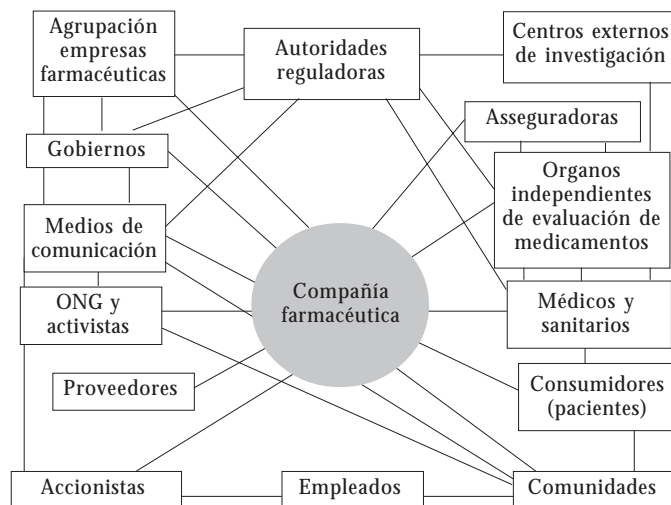 Agrupación
empresas
farmacéuticas
Autoridades
reguladoras
Centros externos
de investigación
Asseguradoras
Gobiernos
Organos
independientes
de evaluación de
medicamentos
Medios de
comunicación
Compañía
farmacéutica
ONG y
activistas
Médicos y
sanitarios
Proveedores
Consumidores
(pacientes)
Accionistas
Empleados
Comunidades